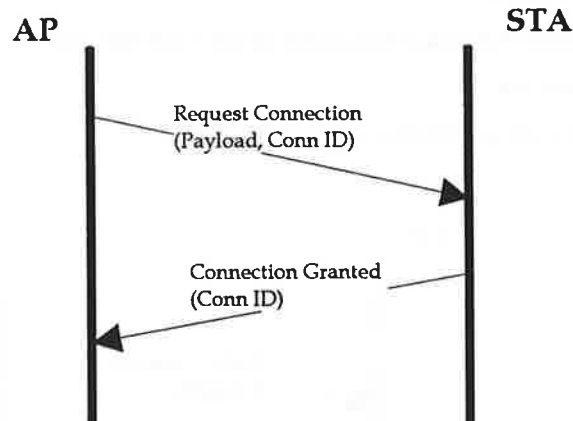 AP
STA
Request Connection
(Payload, Conn ID)
Connection Granted
(Conn ID)